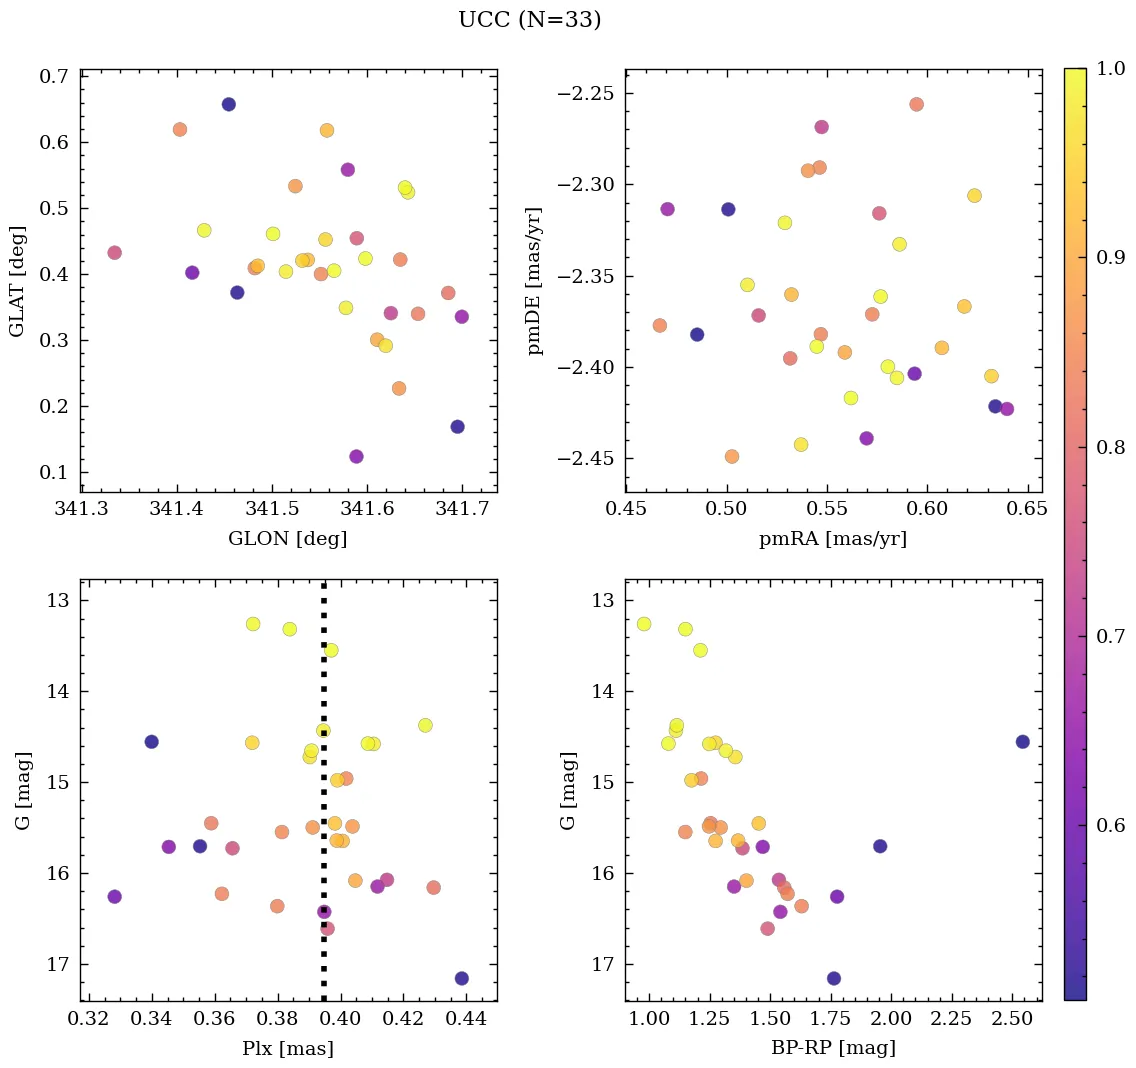 UCC (N=33)
0.7
0.6
0.5
0.4
0.3
0.2
0.1
GLAT [deg]
341.3 341.4 341.5 341.6 341.7
GLON [deg]
−2.25
−2.30
−2.35
−2.40
−2.45
pmDE [mas/yr]
0.45 0.50 0.55 0.60 0.65
pmRA [mas/yr]
13
14
15
16
17
G [mag]
0.32 0.34 0.36 0.38 0.40 0.42 0.44
Plx [mas]
13
14
15
16
17
G [mag]
1.00 1.25 1.50 1.75 2.00 2.25 2.50
BP-RP [mag]
1.0
0.9
0.8
0.7
0.6